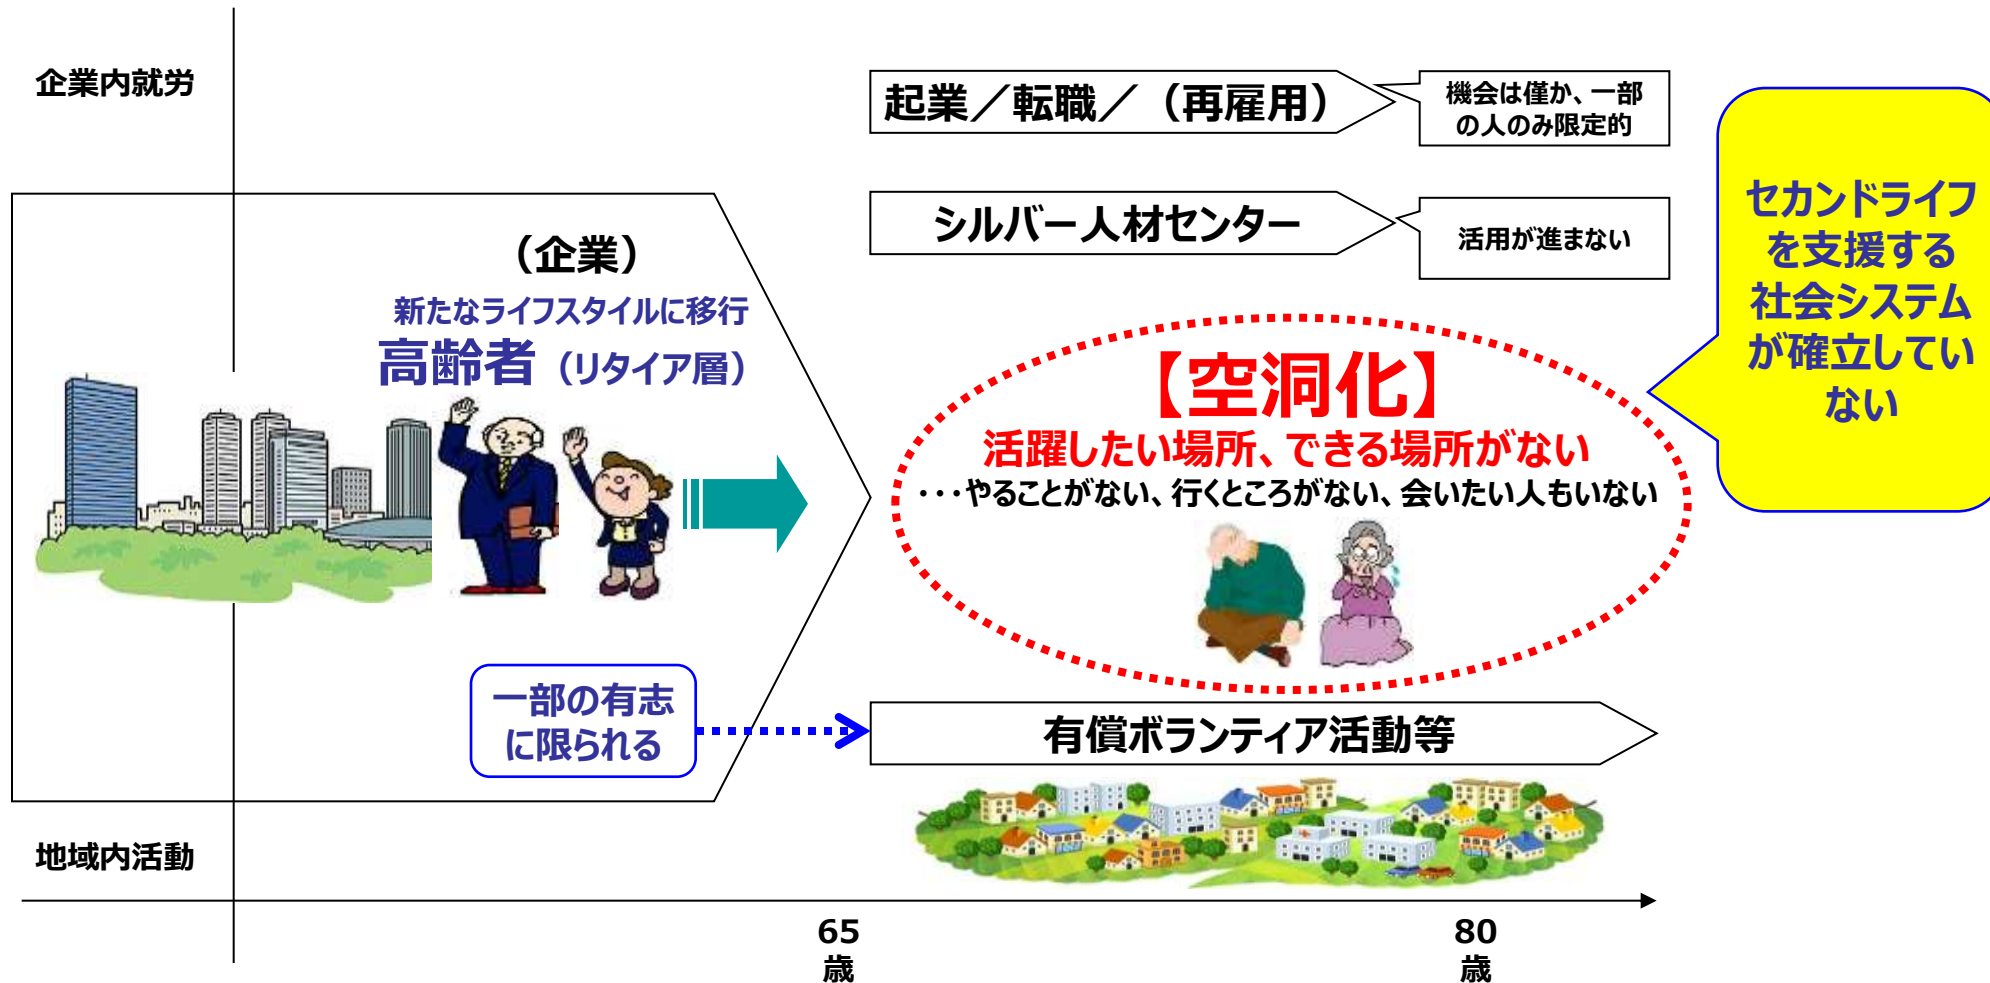 企業内就労
起業／転職／（再雇用）
機会は僅か、一部
の人のみ限定的
シルバー人材センター
活用が進まない
セカンドライフ
を支援する
社会システム
が確立してい
ない
（企業）
新たなライフスタイルに移行
高齢者（リタイア層）
【空洞化】
活躍したい場所、できる場所がない
・・・やることがない、行くところがない、会いたい人もいない
一部の有志
に限られる
有償ボランティア活動等
地域内活動
65
歳
80
歳